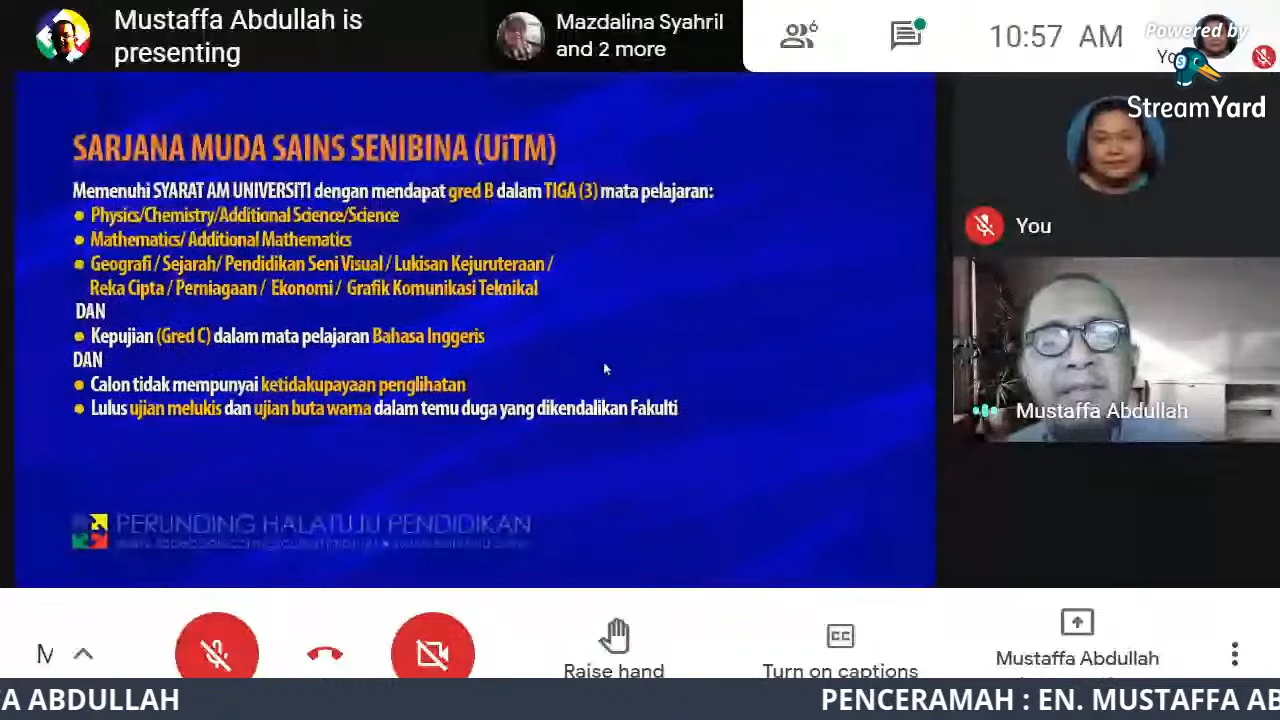 Mustaffa Abdullah is
presenting
Mazdalina Syahril
and 2 more
6
10:57 AM
Powered by
StreamYard
SARJANA MUDA SAINS SENIBINA (UiTM)
Memenuhi SYARAT AM UNIVERSITI dengan mendapat gred B dalam TIGA (3) mata pelajaran:
Physics/Chemistry/Additional Science/Science
Mathematics/ Additional Mathematics
Geografi / Sejarah/ Pendidikan Seni Visual / Lukisan Kejuruteraan /
Reka Cipta / Perniagaan / Ekonomi / Grafik Komunikasi Teknikal
DAN
Kepujian (Gred C) dalam mata pelajaran Bahasa Inggeris
DAN
Calon tidak mempunyai ketidakupayaan penglihatan
Lulus ujian melukis dan ujian buta warna dalam temu duga yang dikendalikan Fakulti
PERUNDING HALATUJU PENDIDIKAN
You
Mustaffa Abdullah
M
Raise hand
CC
Turn on captions
Mustaffa Abdullah
FA ABDULLAH
PENCERAMAH : EN. MUSTAFFA AB